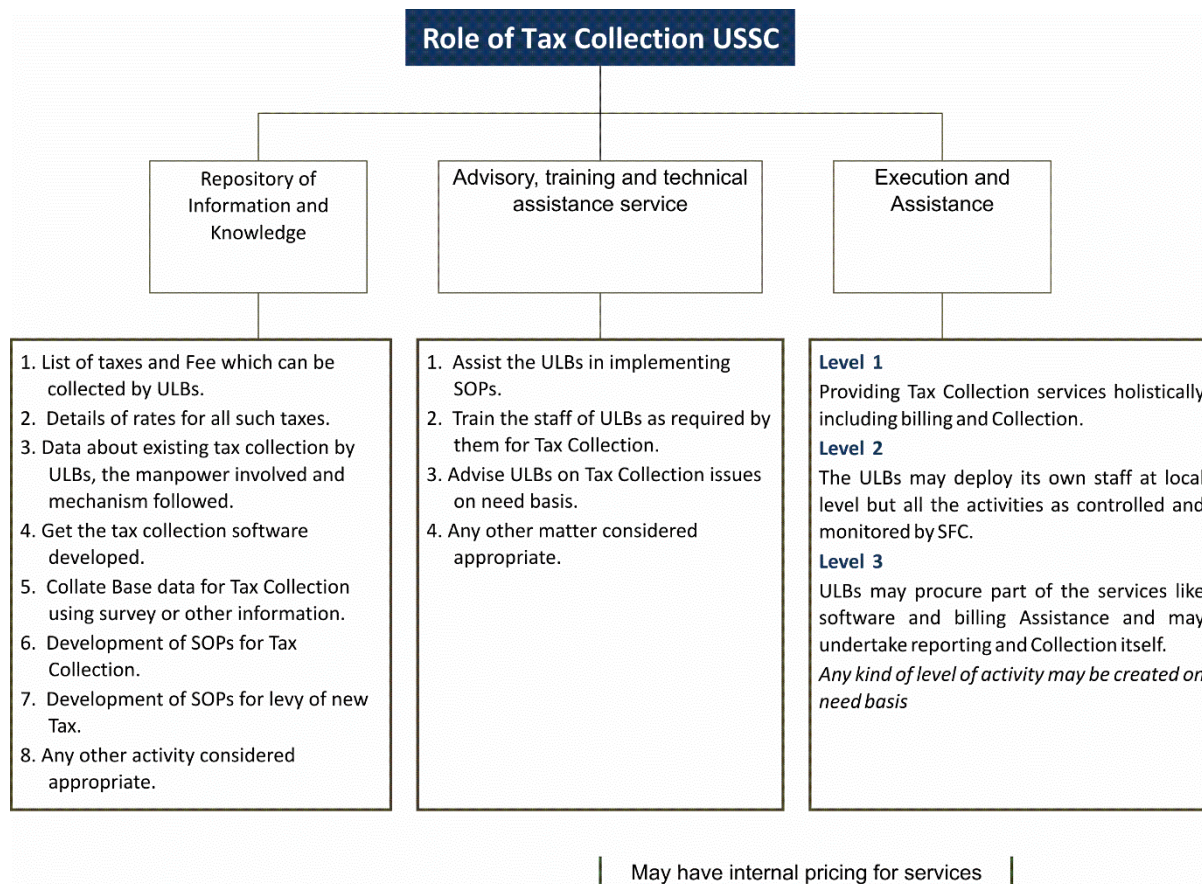 Role of Tax Collection USSC
Repository of
Information and
Knowledge
Advisory, training and technical
assistance service
Execution and
Assistance
1. List of taxes and Fee which can be
collected by ULBs.
2. Details of rates for all such taxes.
3. Data about existing tax collection by
ULBs, the manpower involved and
mechanism followed.
4. Get the tax collection software
developed.
5. Collate Base data for Tax Collection
using survey or other information.
6. Development of SOPs for Tax
Collection.
7. Development of SOPs for levy of new
Tax.
8. Any other activity considered
appropriate.
1. Assist the ULBs in implementing
SOPs.
2. Train the staff of ULBs as required by
them for Tax Collection.
3. Advise ULBs on Tax Collection issues
on need basis.
4. Any other matter considered
appropriate.
Level 1
Providing Tax Collection services holistically
including billing and Collection.
Level 2
The ULBs may deploy its own staff at local
level but all the activities as controlled and
monitored by SFC.
Level 3
ULBs may procure part of the services like
software and billing Assistance and may
undertake reporting and Collection itself.
Any kind of level of activity may be created on
need basis
May have internal pricing for services